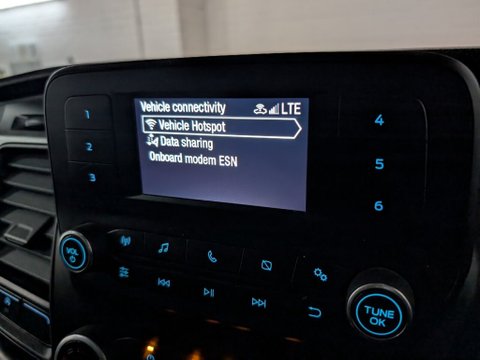 Vehicle connectivity LTE
Vehicle Hotspot
Data sharing
Onboard modem ESN
1
2
3
4
5
6
VOL
TUNE
OK